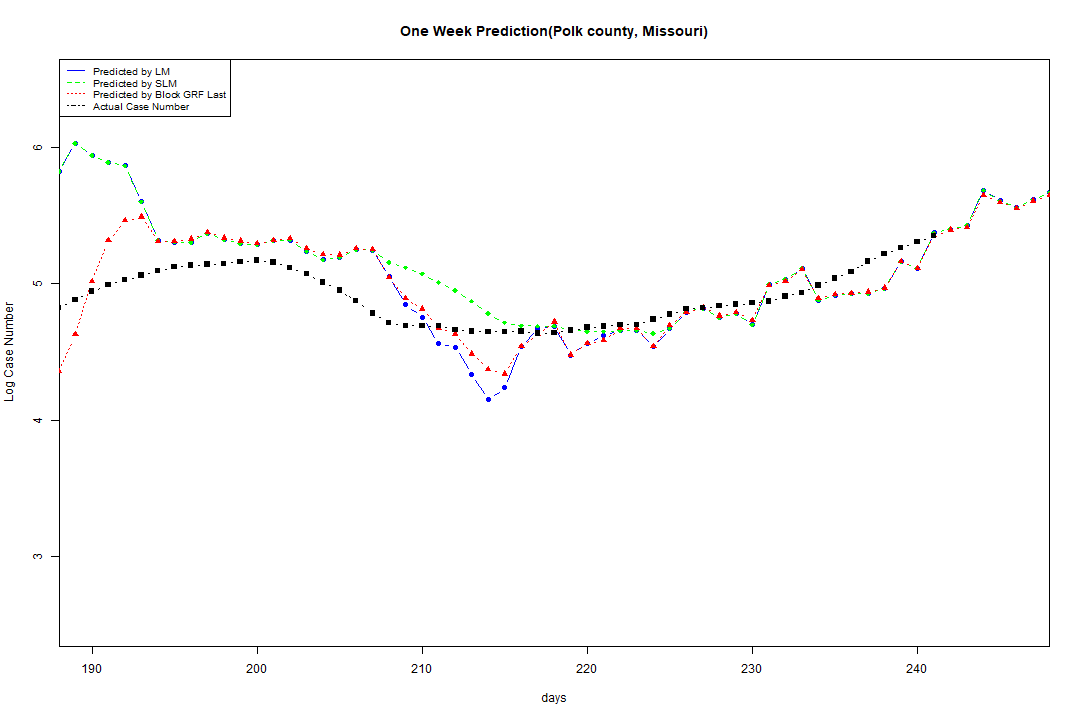 One Week Prediction(Polk county, Missouri)
Predicted by LM
Predicted by SLM
Predicted by Block GRF Last
Actual Case Number
6
5
4
3
Log Case Number
190 200 210 220 230 240
days